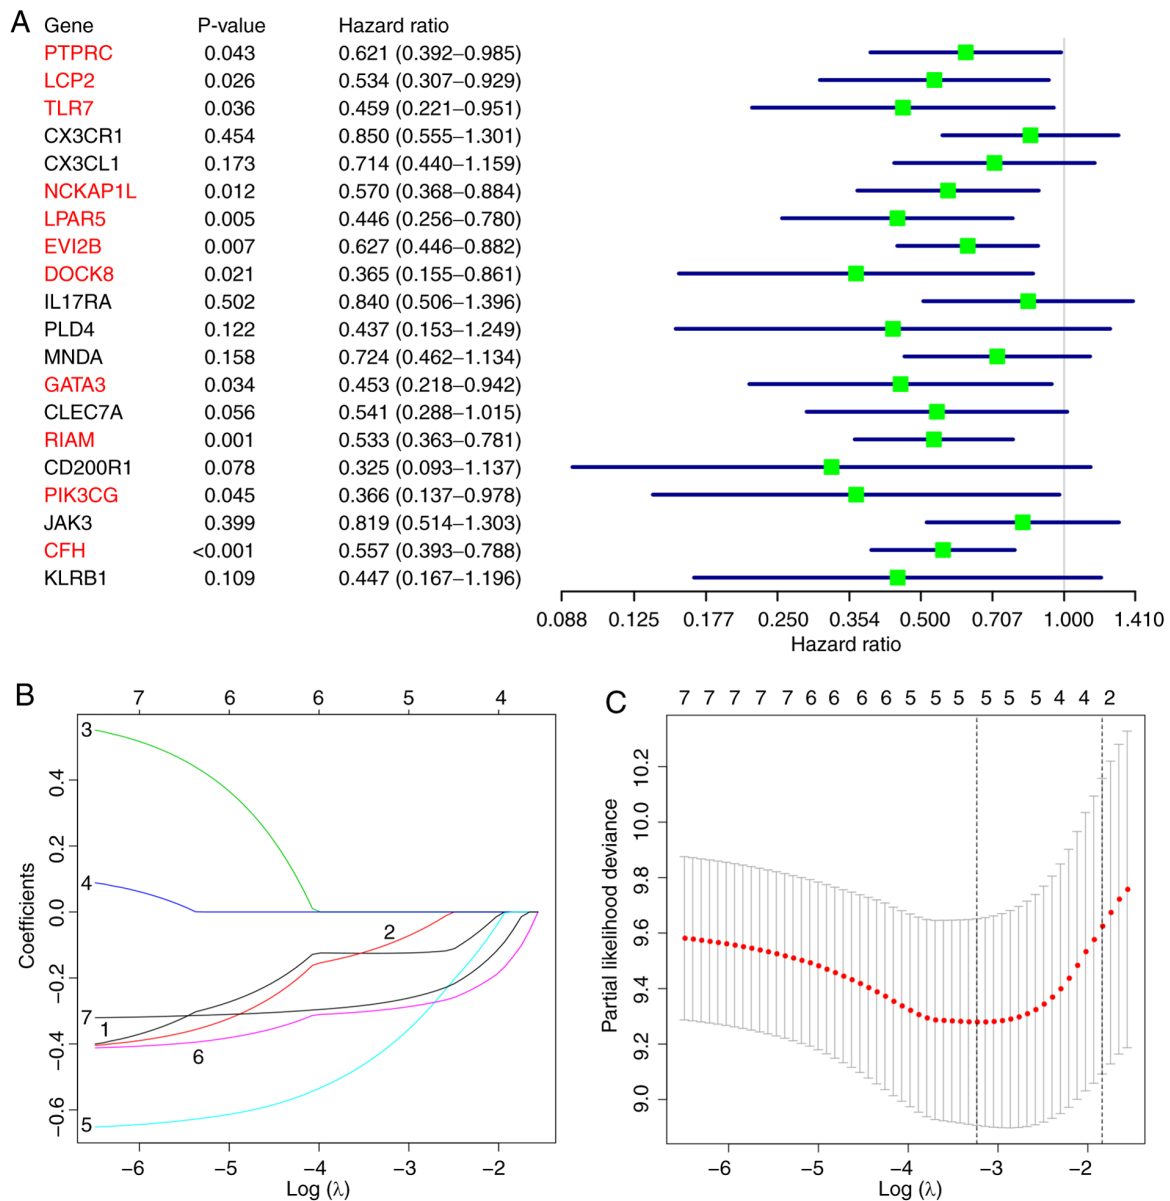 A
Gene P-value Hazard ratio
PTPRC 0.043 0.621 (0.392–0.985)
LCP2 0.026 0.534 (0.307–0.929)
TLR7 0.036 0.459 (0.221–0.951)
CX3CR1 0.454 0.850 (0.555–1.301)
CX3CL1 0.173 0.714 (0.440–1.159)
NCKAP1L 0.012 0.570 (0.368–0.884)
LPAR5 0.005 0.446 (0.256–0.780)
EVI2B 0.007 0.627 (0.446–0.882)
DOCK8 0.021 0.365 (0.155–0.861)
IL17RA 0.502 0.840 (0.506–1.396)
PLD4 0.122 0.437 (0.153–1.249)
MNDA 0.158 0.724 (0.462–1.134)
GATA3 0.034 0.453 (0.218–0.942)
CLEC7A 0.056 0.541 (0.288–1.015)
RIAM 0.001 0.533 (0.363–0.781)
CD200R1 0.078 0.325 (0.093–1.137)
PIK3CG 0.045 0.366 (0.137–0.978)
JAK3 0.399 0.819 (0.514–1.303)
CFH <0.001 0.557 (0.393–0.788)
KLRB1 0.109 0.447 (0.167–1.196)
0.088 0.125 0.177 0.250 0.354 0.500 0.707 1.000 1.410
Hazard ratio
B
7 6 6 5 4
Coefficients
0.4
0.2
0.0
−0.2
−0.4
−0.6
3
4
2
7
1
6
5
−6 −5 −4 −3 −2
Log (λ)
C
7 7 7 7 7 6 6 6 5 5 5 5 5 5 4 4 2
Partial likelihood deviance
10.2
10.0
9.8
9.6
9.4
9.2
9.0
−6 −5 −4 −3 −2
Log (λ)